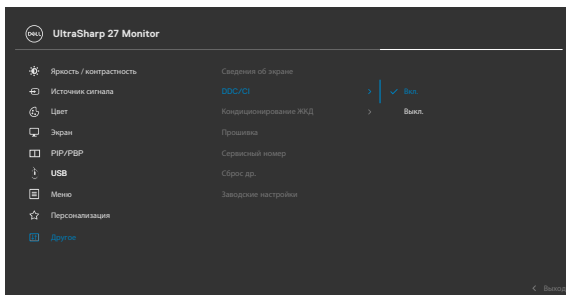 DELL UltraSharp 27 Monitor
Яркость / контрастность
Источник сигнала
Цвет
Экран
PIP/PBP
USB
Меню
Персонализация
Другое
Сведения об экране
DDC/CI
Кондиционирование ЖКД
Прошивка
Сервисный номер
Сброс др.
Заводские настройки
Вкл.
Выкл.
Выход